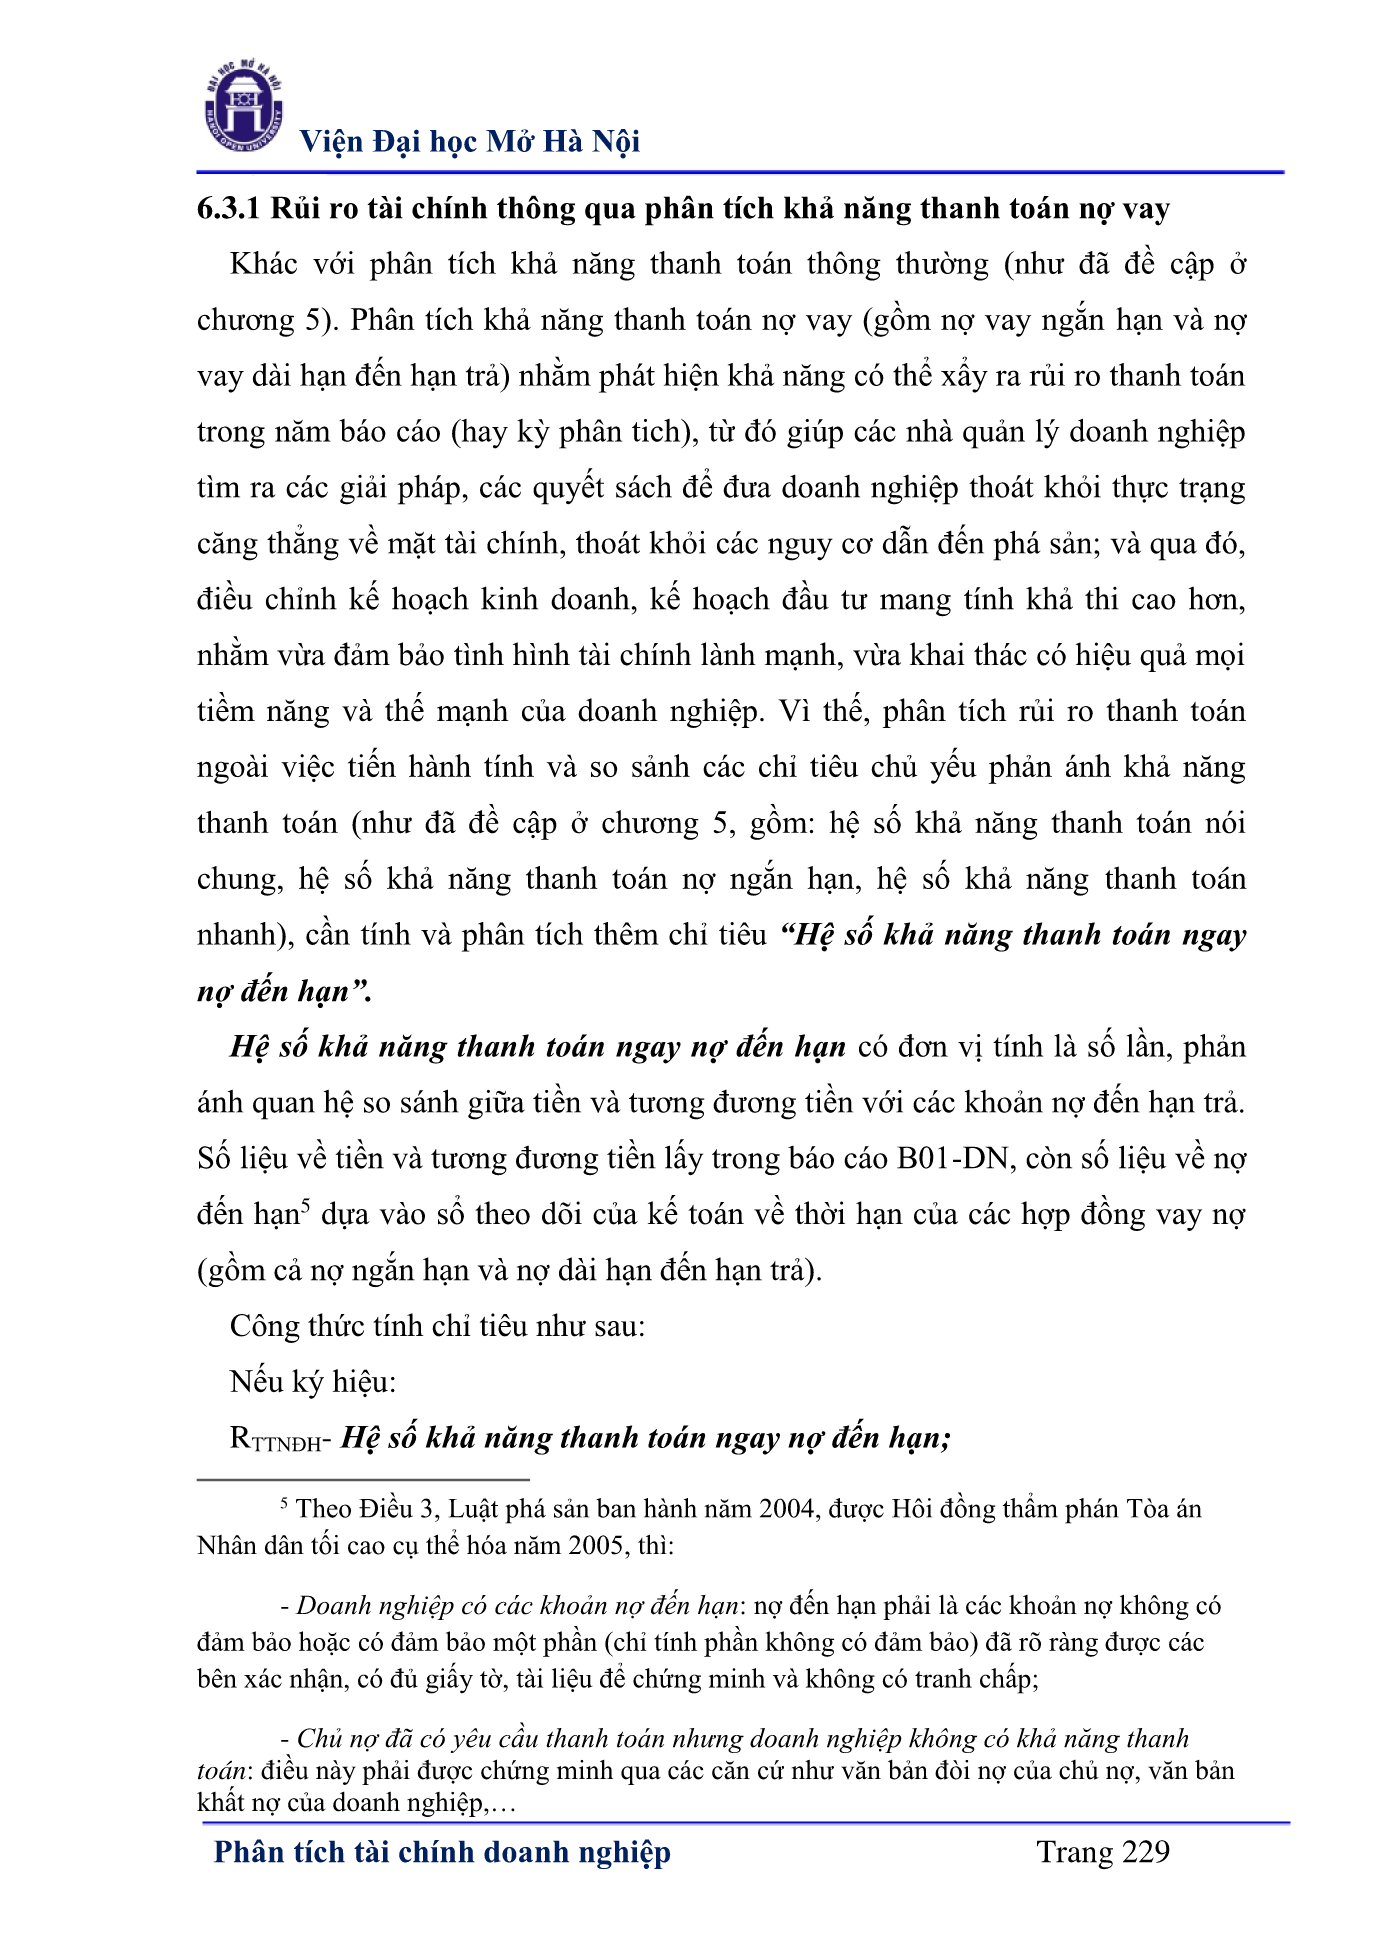 ĐẠI HỌC MỞ HÀ NỘI
HANOI OPEN UNIVERSITY
Viện Đại học Mở Hà Nội
6.3.1 Rủi ro tài chính thông qua phân tích khả năng thanh toán nợ vay
Khác với phân tích khả năng thanh toán thông thường (như đã đề cập ở
chương 5). Phân tích khả năng thanh toán nợ vay (gồm nợ vay ngắn hạn và nợ
vay dài hạn đến hạn trả) nhằm phát hiện khả năng có thể xẩy ra rủi ro thanh toán
trong năm báo cáo (hay kỳ phân tich), từ đó giúp các nhà quản lý doanh nghiệp
tìm ra các giải pháp, các quyết sách để đưa doanh nghiệp thoát khỏi thực trạng
căng thẳng về mặt tài chính, thoát khỏi các nguy cơ dẫn đến phá sản; và qua đó,
điều chỉnh kế hoạch kinh doanh, kế hoạch đầu tư mang tính khả thi cao hơn,
nhằm vừa đảm bảo tình hình tài chính lành mạnh, vừa khai thác có hiệu quả mọi
tiềm năng và thế mạnh của doanh nghiệp. Vì thế, phân tích rủi ro thanh toán
ngoài việc tiến hành tính và so sảnh các chỉ tiêu chủ yếu phản ánh khả năng
thanh toán (như đã đề cập ở chương 5, gồm: hệ số khả năng thanh toán nói
chung, hệ số khả năng thanh toán nợ ngắn hạn, hệ số khả năng thanh toán
nhanh), cần tính và phân tích thêm chỉ tiêu “Hệ số khả năng thanh toán ngay
nợ đến hạn”.
Hệ số khả năng thanh toán ngay nợ đến hạn có đơn vị tính là số lần, phản
ánh quan hệ so sánh giữa tiền và tương đương tiền với các khoản nợ đến hạn trả.
Số liệu về tiền và tương đương tiền lấy trong báo cáo B01-DN, còn số liệu về nợ
đến hạn5 dựa vào sổ theo dõi của kế toán về thời hạn của các hợp đồng vay nợ
(gồm cả nợ ngắn hạn và nợ dài hạn đến hạn trả).
Công thức tính chỉ tiêu như sau:
Nếu ký hiệu:
RTTNĐH- Hệ số khả năng thanh toán ngay nợ đến hạn;
5 Theo Điều 3, Luật phá sản ban hành năm 2004, được Hôi đồng thẩm phán Tòa án
Nhân dân tối cao cụ thể hóa năm 2005, thì:
- Doanh nghiệp có các khoản nợ đến hạn: nợ đến hạn phải là các khoản nợ không có
đảm bảo hoặc có đảm bảo một phần (chỉ tính phần không có đảm bảo) đã rõ ràng được các
bên xác nhận, có đủ giấy tờ, tài liệu để chứng minh và không có tranh chấp;
- Chủ nợ đã có yêu cầu thanh toán nhưng doanh nghiệp không có khả năng thanh
toán: điều này phải được chứng minh qua các căn cứ như văn bản đòi nợ của chủ nợ, văn bản
khất nợ của doanh nghiệp,…
Phân tích tài chính doanh nghiệp Trang 229